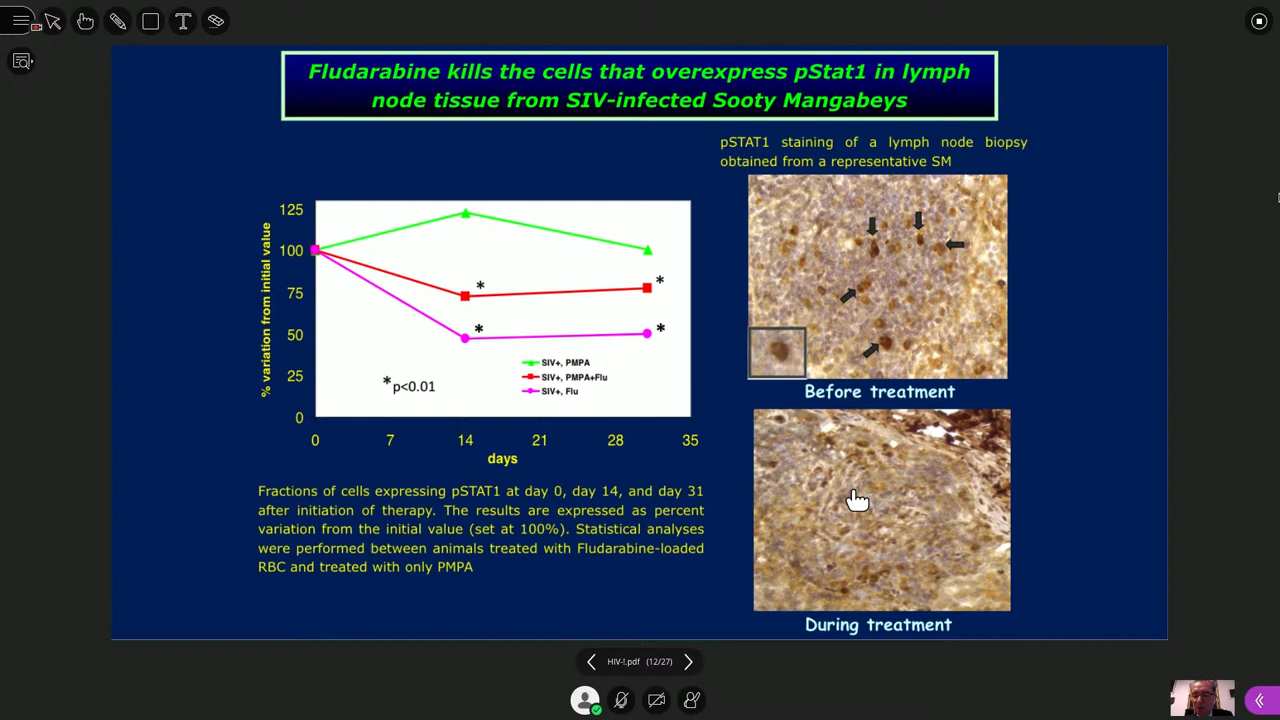 Fludarabine kills the cells that overexpress pStat1 in lymph
node tissue from SIV-infected Sooty Mangabeys
pSTAT1 staining of a lymph node biopsy
obtained from a representative SM
% variation from initial value
125
100
75
50
25
0
*
*
*
*
* p<0.01
SIV+, PMPA
SIV+, PMPA+Flu
SIV+, Flu
0 7 14 21 28 35
days
Before treatment
Fractions of cells expressing pSTAT1 at day 0, day 14, and day 31
after initiation of therapy. The results are expressed as percent
variation from the initial value (set at 100%). Statistical analyses
were performed between animals treated with Fludarabine-loaded
RBC and treated with only PMPA
During treatment
HIV-!.pdf (12/27)